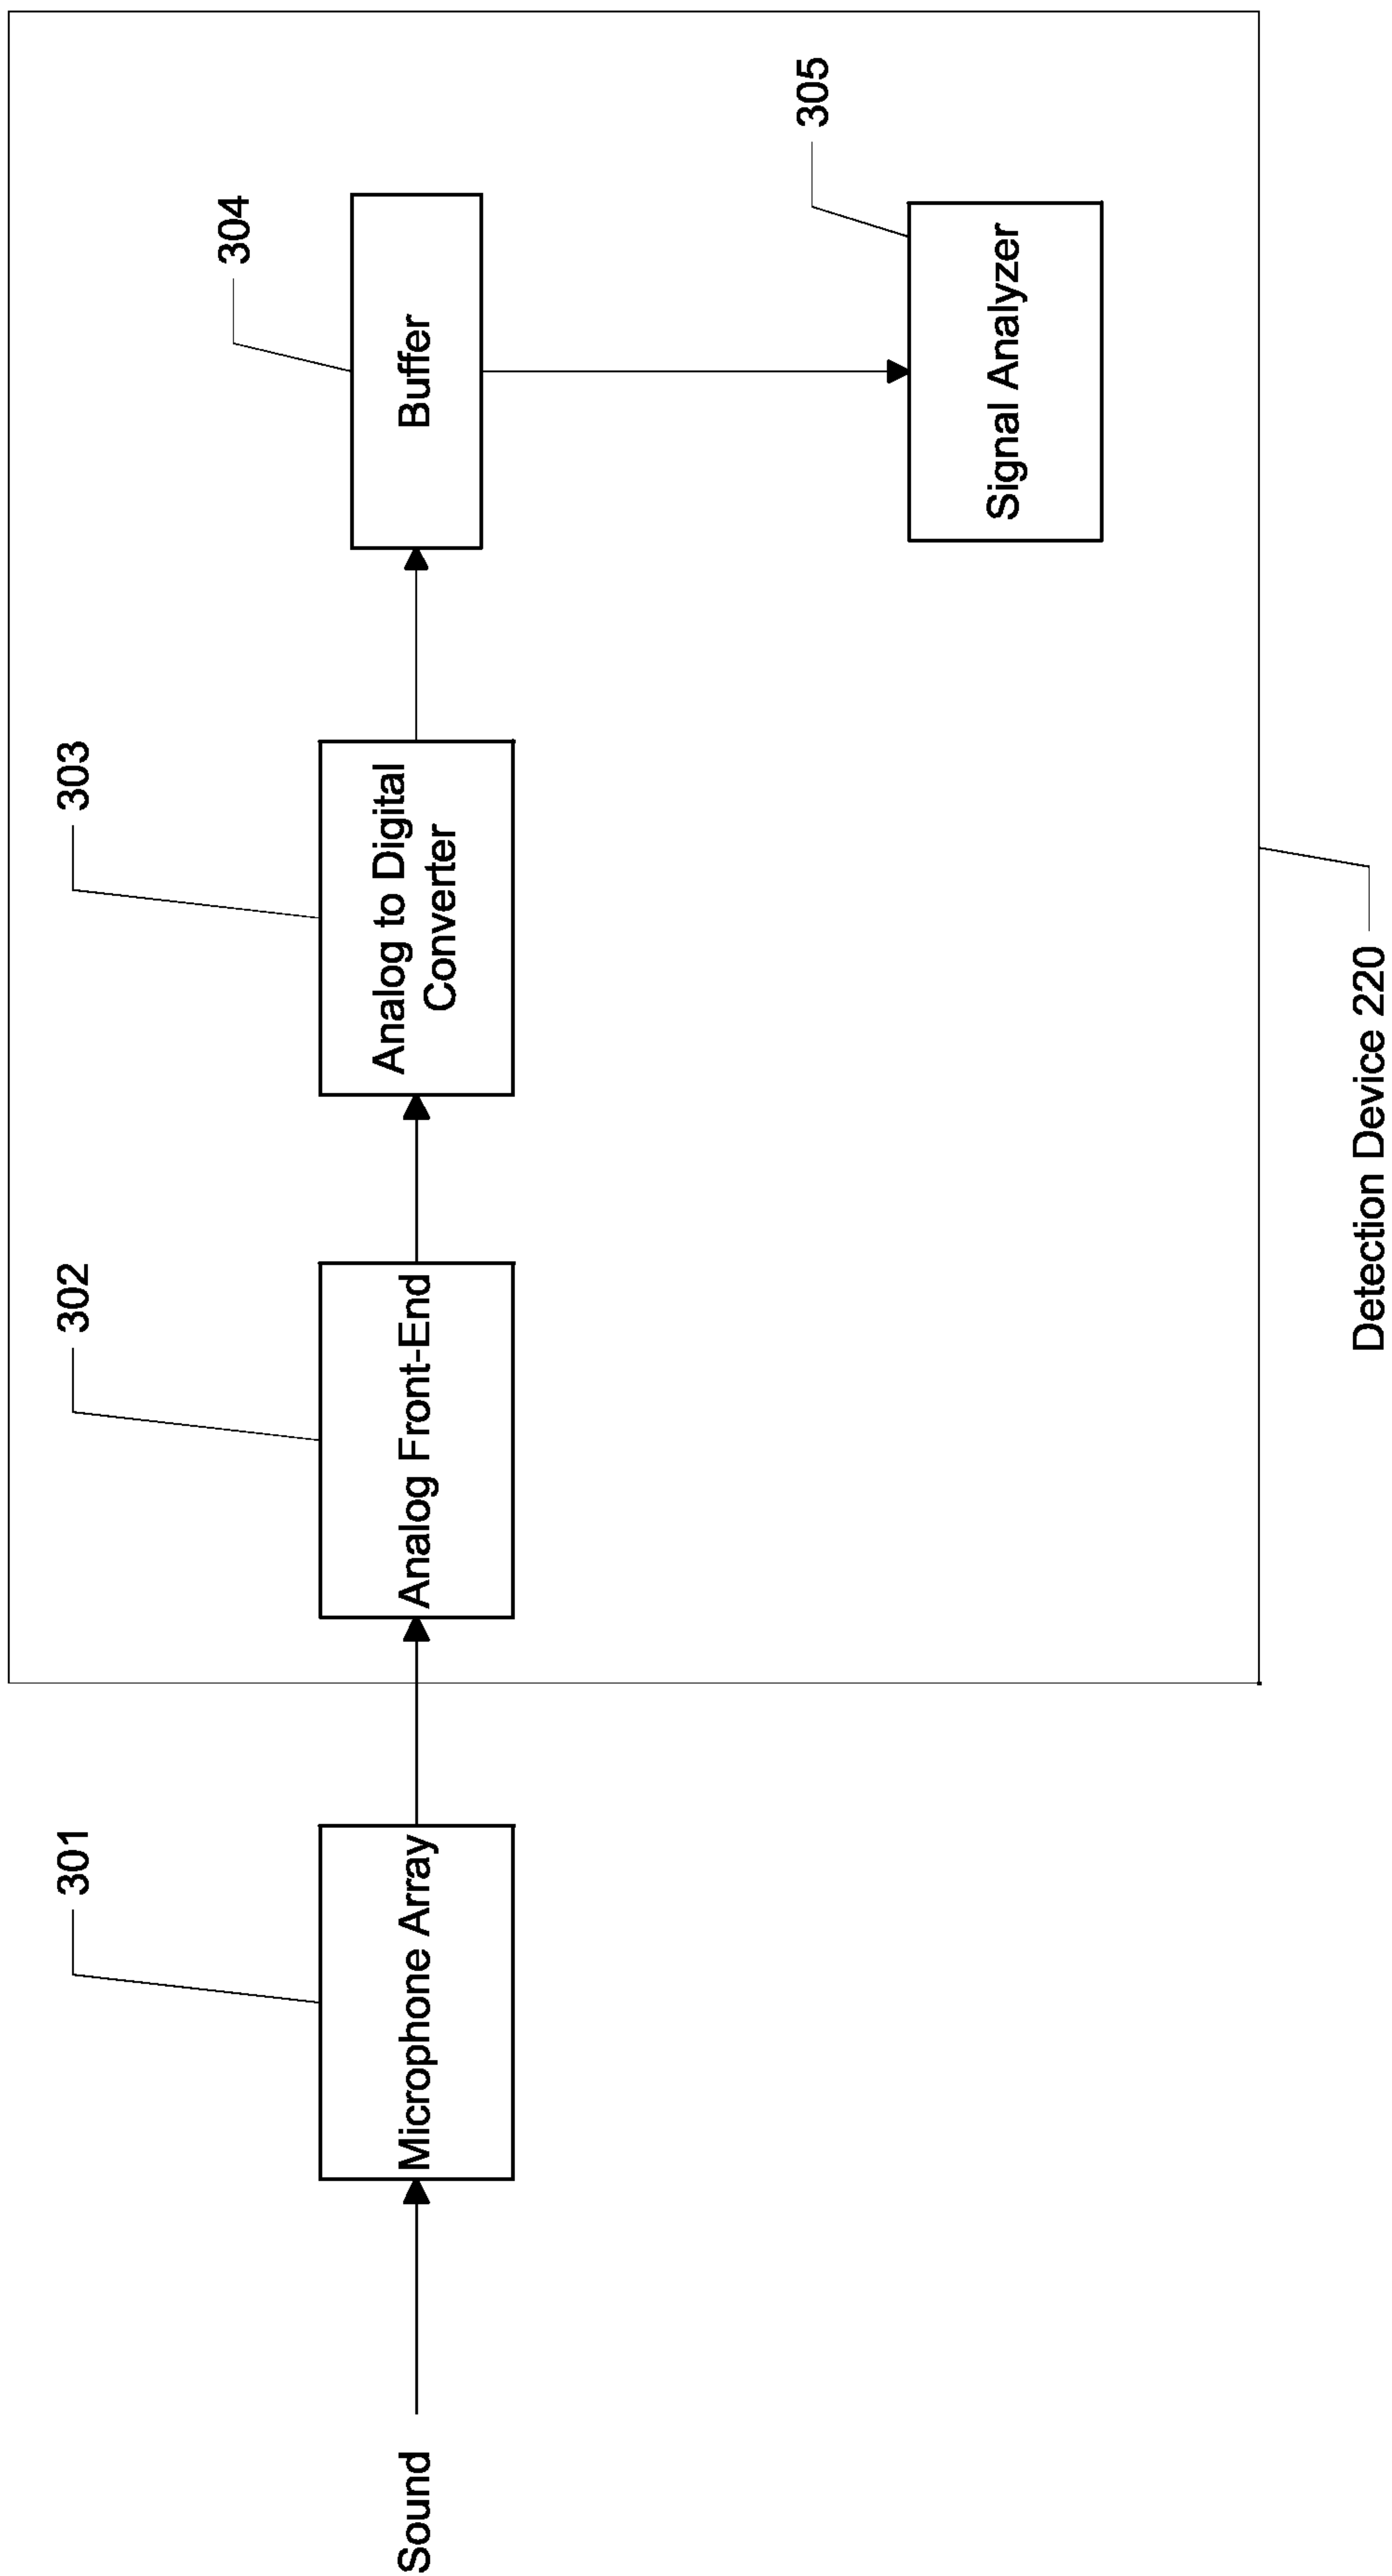 301
302
303
304
305
Sound
Microphone Array
Analog Front-End
Analog to Digital
Converter
Buffer
Signal Analyzer
Detection Device 220